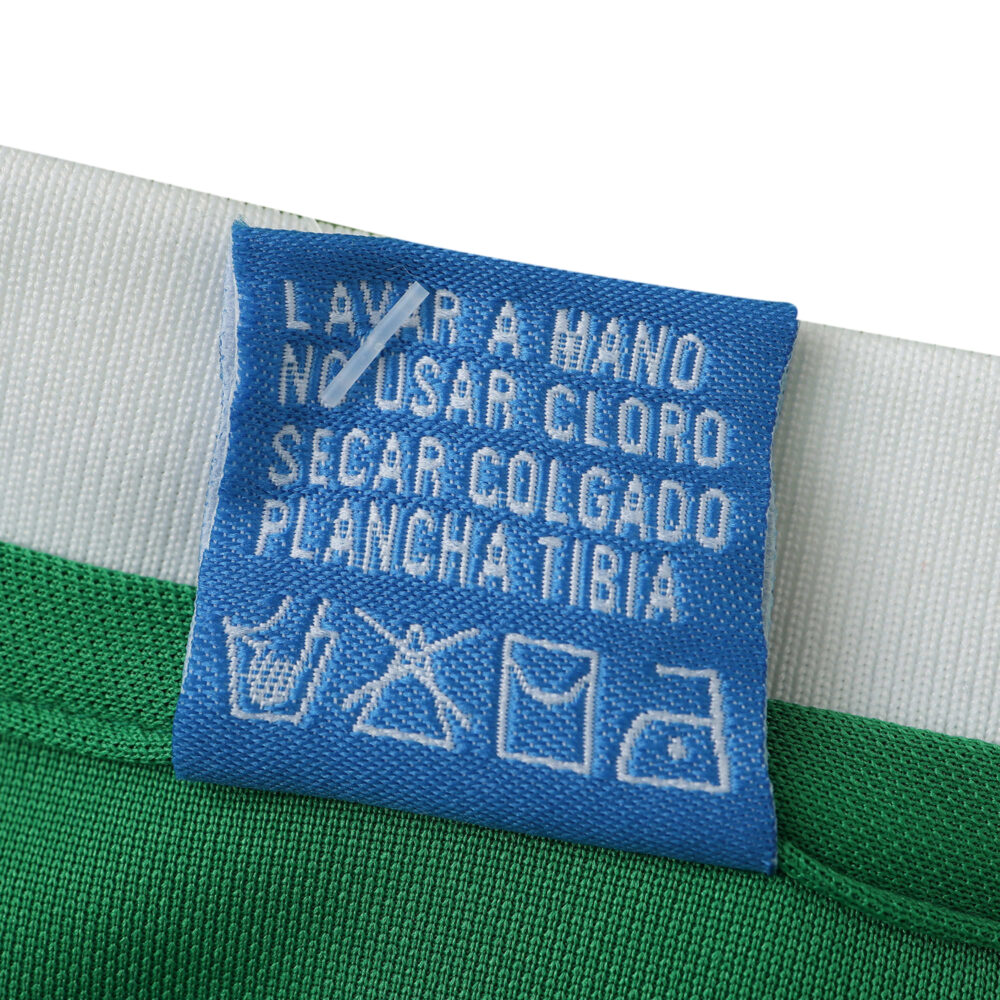 LAVAR A MANO
NO USAR CLORO
SECAR COLGADO
PLANCHA TIBIA